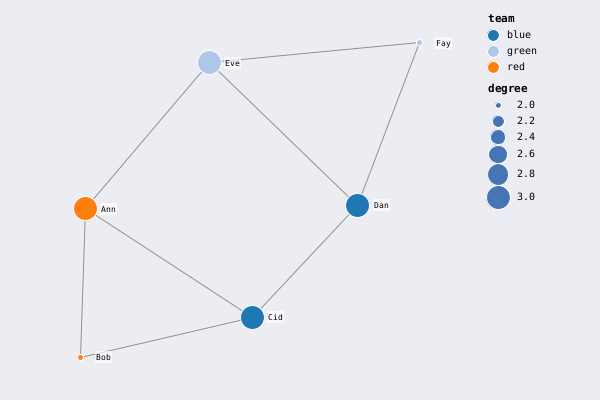 Eve
Fay
Ann
Dan
Cid
Bob
team
blue
green
red
degree
2.0
2.2
2.4
2.6
2.8
3.0